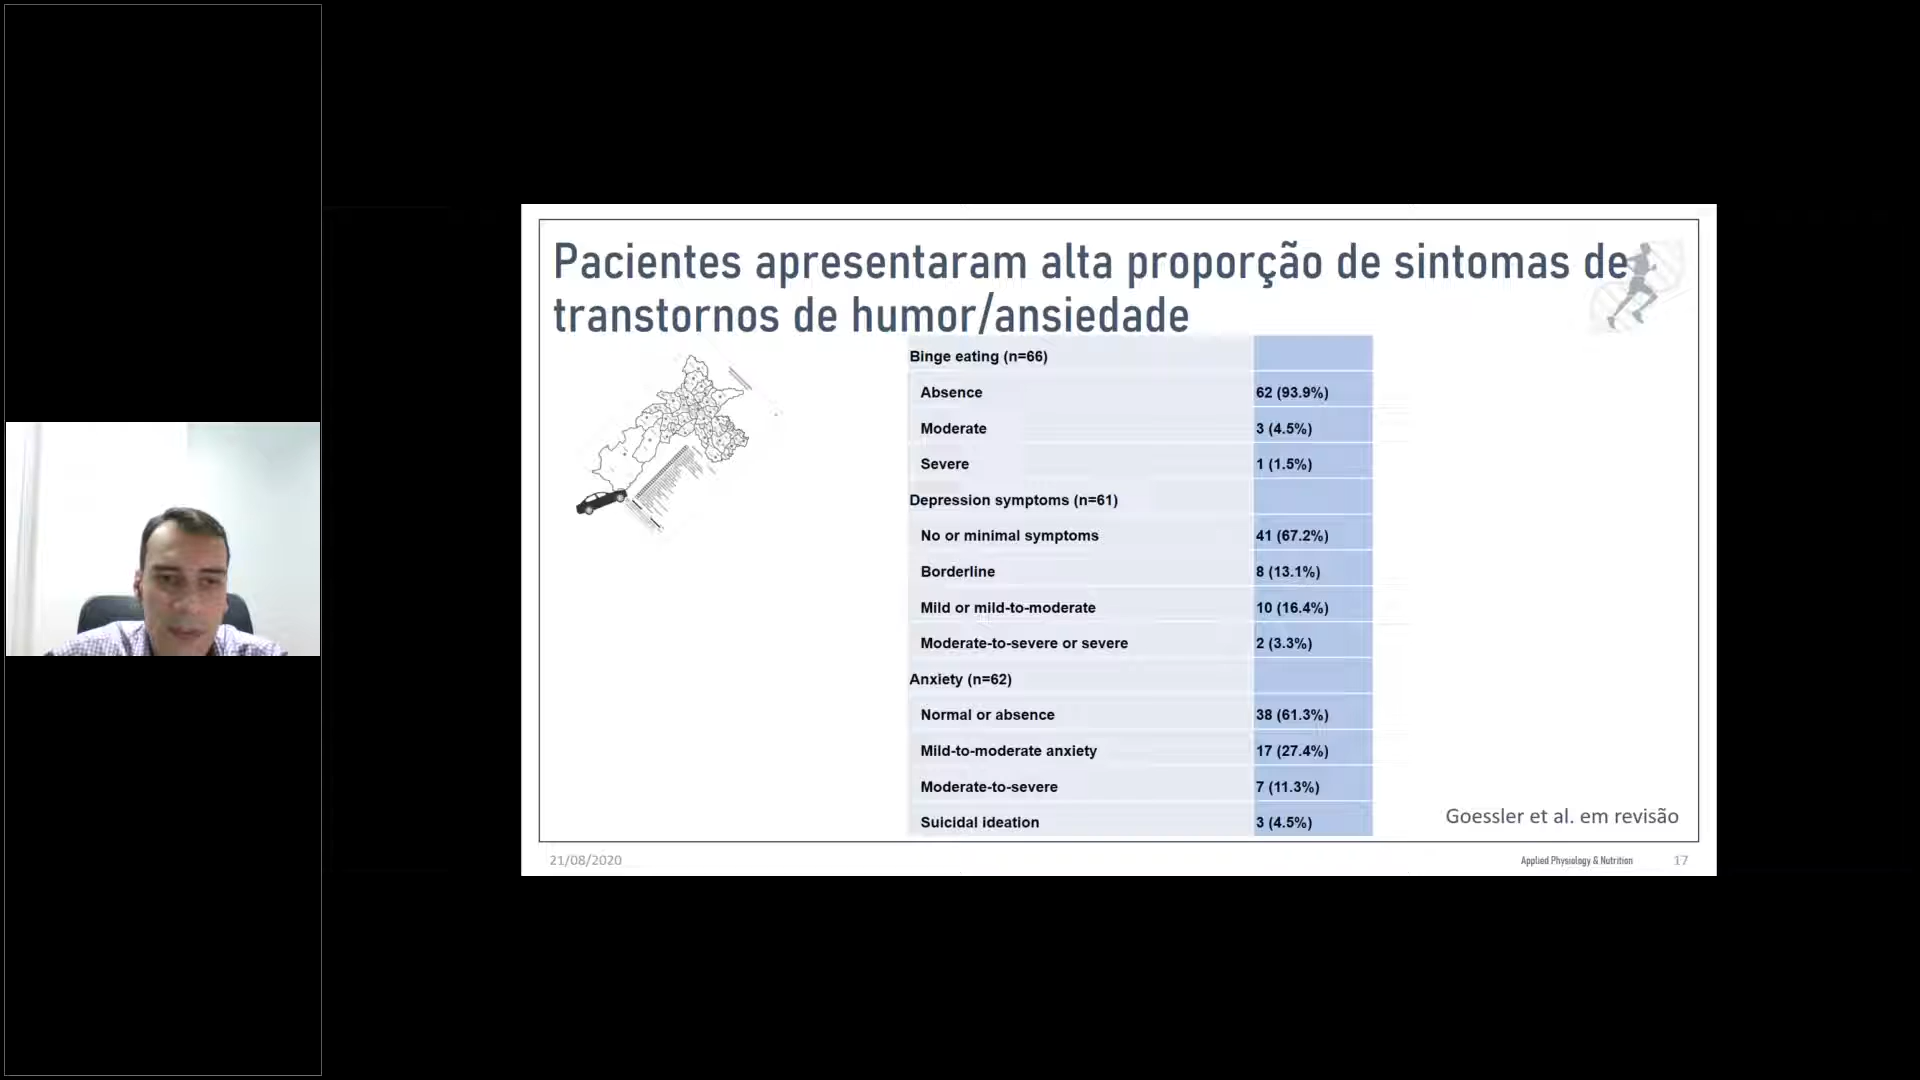 Pacientes apresentaram alta proporção de sintomas de
transtornos de humor/ansiedade
Binge eating (n=66)
Absence 62 (93.9%)
Moderate 3 (4.5%)
Severe 1 (1.5%)
Depression symptoms (n=61)
No or minimal symptoms 41 (67.2%)
Borderline 8 (13.1%)
Mild or mild-to-moderate 10 (16.4%)
Moderate-to-severe or severe 2 (3.3%)
Anxiety (n=62)
Normal or absence 38 (61.3%)
Mild-to-moderate anxiety 17 (27.4%)
Moderate-to-severe 7 (11.3%)
Suicidal ideation 3 (4.5%)
Goessler et al. em revisão
21/08/2020
Applied Physiology & Nutrition
17